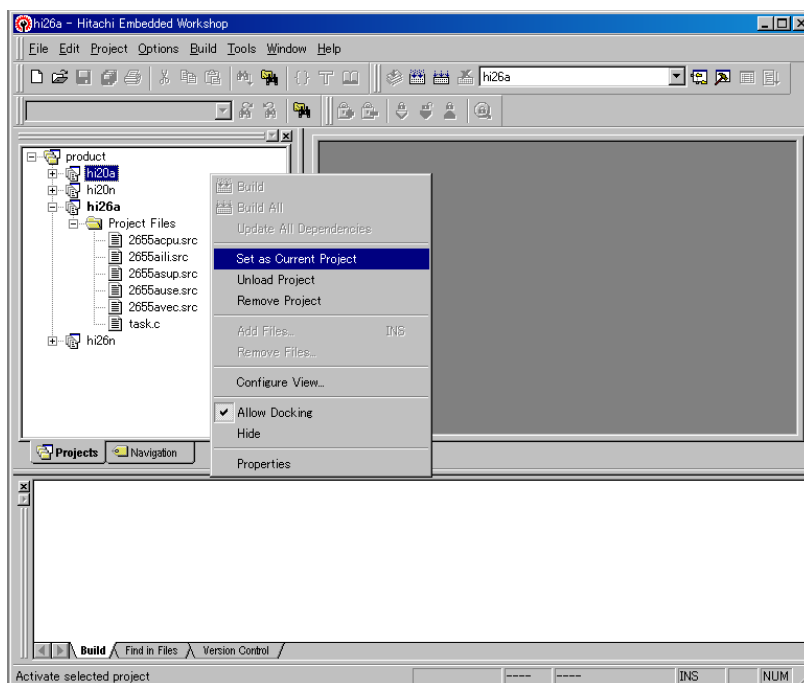 hi26a - Hitachi Embedded Workshop
File Edit Project Options Build Tools Window Help
hi26a
product
hi20a
hi20n
hi26a
Project Files
2655acpu.src
2655aili.src
2655asup.src
2655ause.src
2655avec.src
task.c
hi26n
Build
Build All
Update All Dependencies
Set as Current Project
Unload Project
Remove Project
Add Files... INS
Remove Files...
Configure View...
Allow Docking
Hide
Properties
Projects Navigation
Build Find in Files Version Control
Activate selected project ---- ---- INS NUM